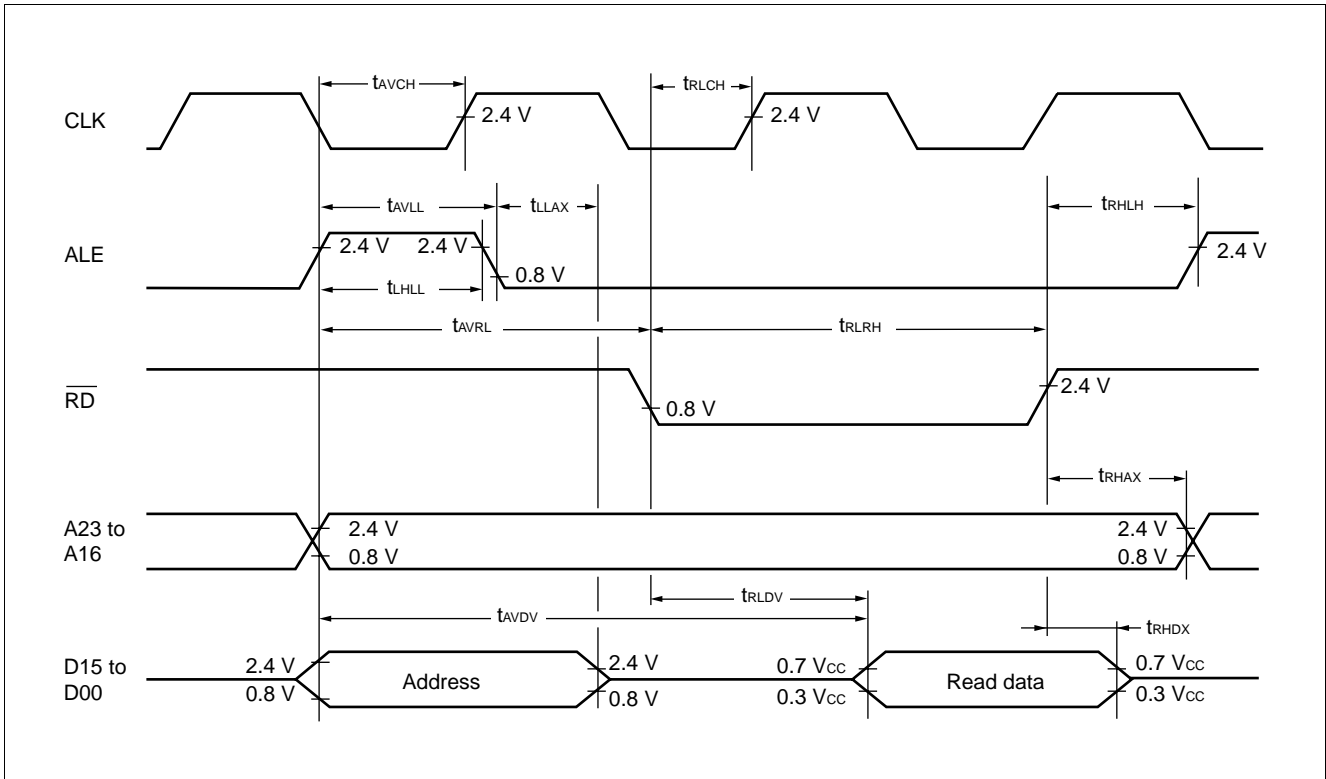 tAVCH
tRLCH
CLK
2.4 V
2.4 V
tAVLL
tLLAX
tRHLH
ALE
2.4 V
2.4 V
0.8 V
2.4 V
tLHLL
tAVRL
tRLRH
RD
0.8 V
2.4 V
tRHAX
A23 to
A16
2.4 V
0.8 V
2.4 V
0.8 V
tRLDV
tAVDV
tRHDX
D15 to
D00
2.4 V
0.8 V
Address
2.4 V
0.8 V
0.7 VCC
0.3 VCC
Read data
0.7 VCC
0.3 VCC